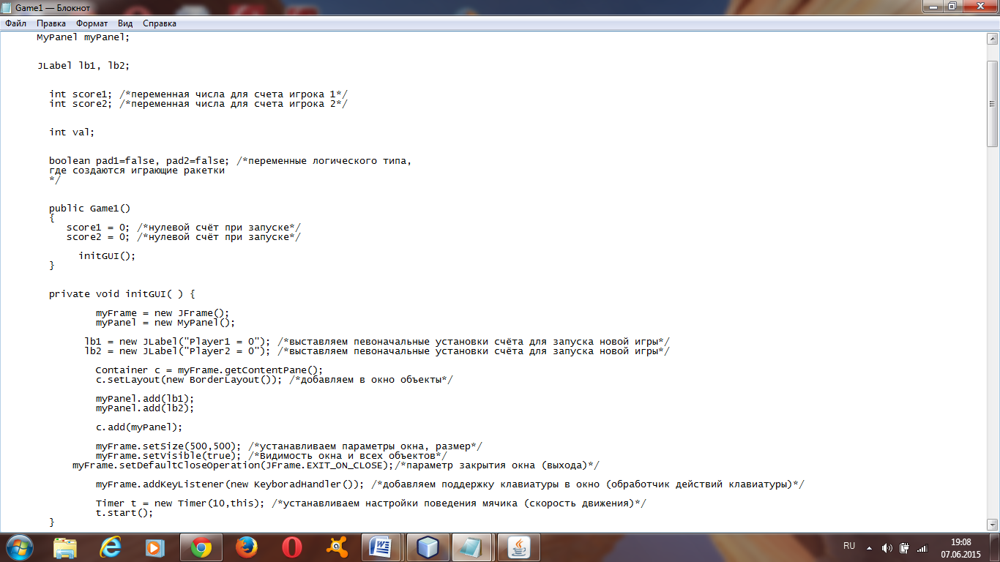 Game1 — Блокнот
Файл Правка Формат Вид Справка
MyPanel myPanel;
JLabel lb1, lb2;
int score1; /*переменная числа для счета игрока 1*/
int score2; /*переменная числа для счета игрока 2*/
int val;
boolean pad1=false, pad2=false; /*переменные логического типа,
где создаются играющие ракетки
*/
public Game1()
{
score1 = 0; /*нулевой счёт при запуске*/
score2 = 0; /*нулевой счёт при запуске*/
initGUI();
}
private void initGUI( ) {
myFrame = new JFrame();
myPanel = new MyPanel();
lb1 = new JLabel("Player1 = 0"); /*выставляем певоначальные установки счёта для запуска новой игры*/
lb2 = new JLabel("Player2 = 0"); /*выставляем певоначальные установки счёта для запуска новой игры*/
Container c = myFrame.getContentPane();
c.setLayout(new BorderLayout()); /*добавляем в окно объекты*/
myPanel.add(lb1);
myPanel.add(lb2);
c.add(myPanel);
myFrame.setSize(500,500); /*устанавливаем параметры окна, размер*/
myFrame.setVisible(true); /*Видимость окна и всех объектов*/
myFrame.setDefaultCloseOperation(JFrame.EXIT_ON_CLOSE);/*параметр закрытия окна (выхода)*/
myFrame.addKeyListener(new KeyboradHandler()); /*добавляем поддержку клавиатуры в окно (обработчик действий клавиатуры)*/
Timer t = new Timer(10,this); /*устанавливаем настройки поведения мячика (скорость движения)*/
t.start();
}
RU
19:08
07.06.2015